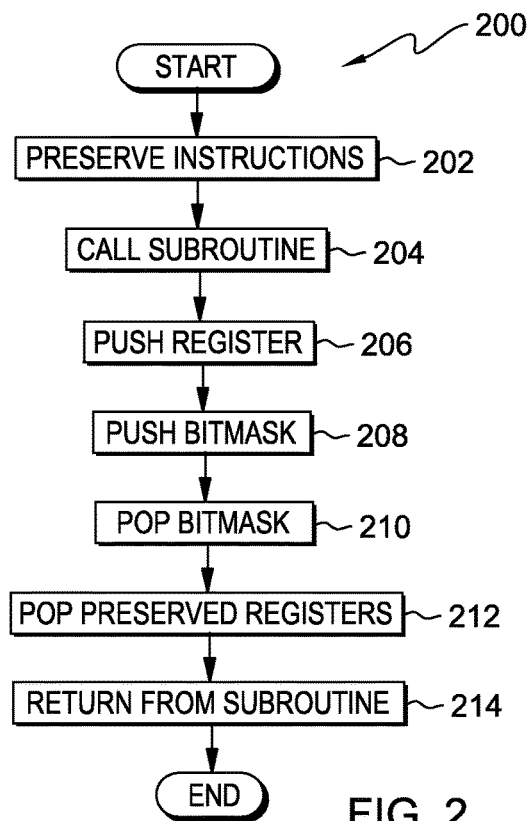 200
START
PRESERVE INSTRUCTIONS 202
CALL SUBROUTINE 204
PUSH REGISTER 206
PUSH BITMASK 208
POP BITMASK 210
POP PRESERVED REGISTERS 212
RETURN FROM SUBROUTINE 214
END
FIG. 2